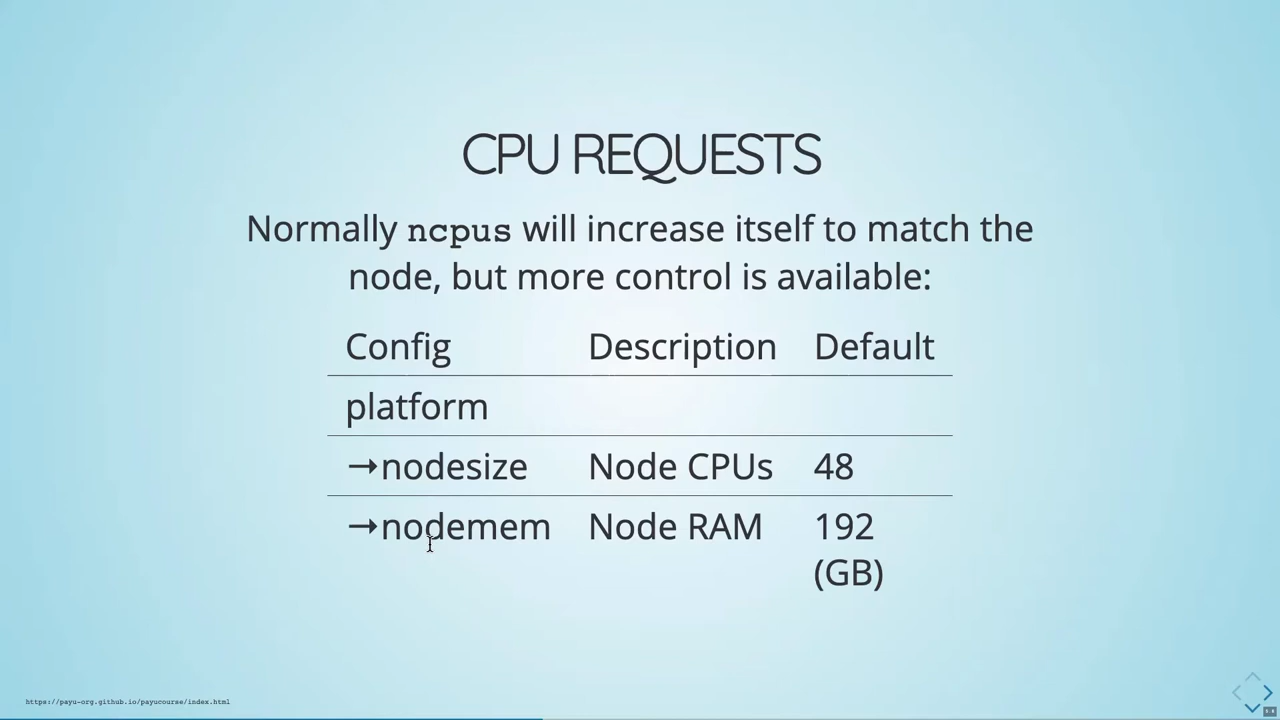 CPU REQUESTS
Normally ncpus will increase itself to match the
node, but more control is available:
Config Description Default
platform
→nodesize Node CPUs 48
→nodemem Node RAM 192
(GB)
https://payu-org.github.io/payucourse/index.html